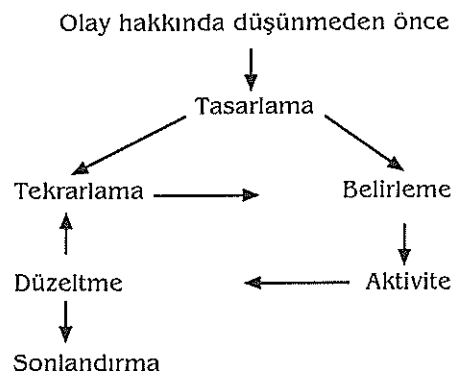 Olay hakkında düşünmeden önce
Tasarlama
Tekrarlama
Belirleme
Düzeltme
Aktivite
Sonlandırma